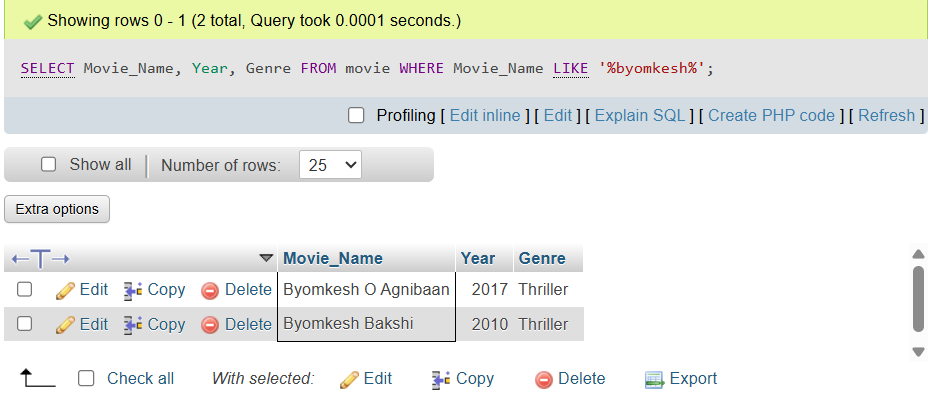 Showing rows 0 - 1 (2 total, Query took 0.0001 seconds.)
SELECT Movie_Name, Year, Genre FROM movie WHERE Movie_Name LIKE '%byomkesh%';
Profiling [ Edit inline ] [ Edit ] [ Explain SQL ] [ Create PHP code ] [ Refresh ]
Show all Number of rows: 25
Extra options
Movie_Name Year Genre
Edit Copy Delete Byomkesh O Agnibaan 2017 Thriller
Edit Copy Delete Byomkesh Bakshi 2010 Thriller
Check all With selected: Edit Copy Delete Export